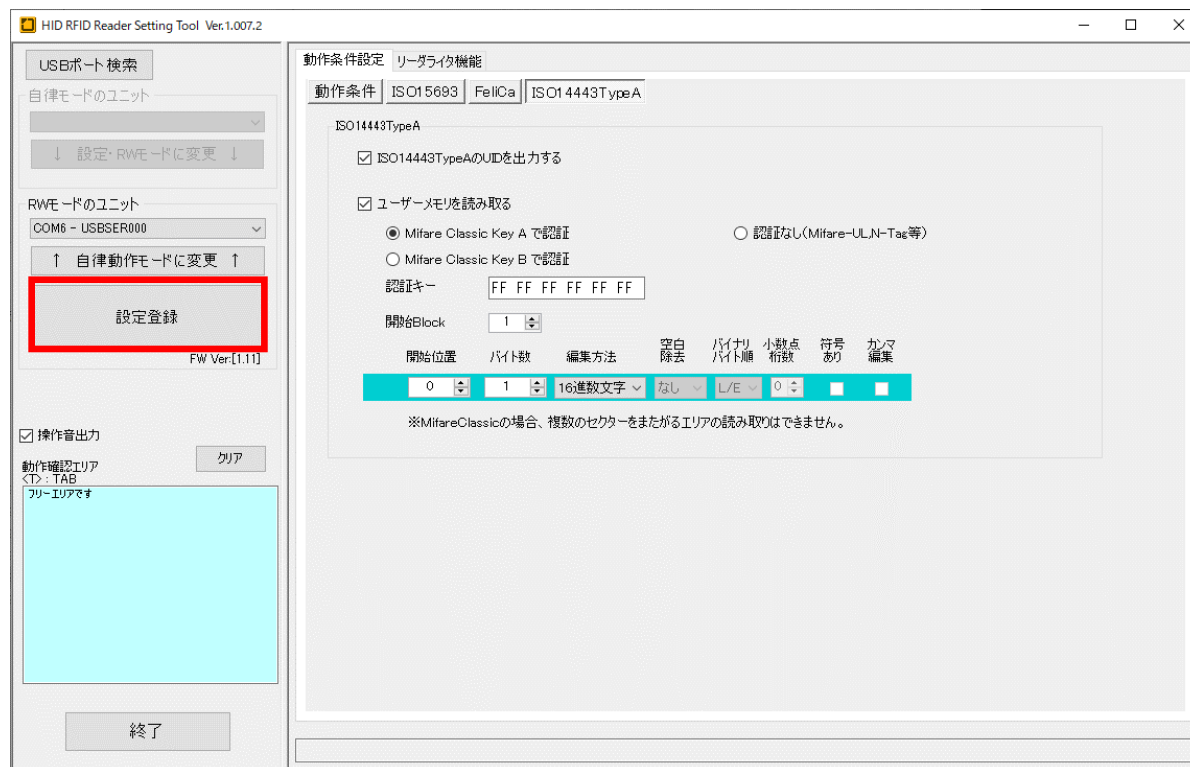 HID RFID Reader Setting Tool Ver.1.007.2
USBポート検索
自律モードのユニット
↓ 設定・RWモードに変更 ↓
RWモードのユニット
COM6 - USBSER000
↑ 自律動作モードに変更 ↑
設定登録
FW Ver:[1.11]
操作音出力
クリア
動作確認エリア
<T> : TAB
フリーエリアです
終了
動作条件設定 リーダライタ機能
動作条件 ISO15693 FeliCa ISO14443TypeA
ISO14443TypeA
ISO14443TypeAのUIDを出力する
ユーザーメモリを読み取る
Mifare Classic Key A で認証 認証なし(Mifare-UL,N-Tag等)
Mifare Classic Key B で認証
認証キー FF FF FF FF FF FF
開始Block 1
開始位置 バイト数 編集方法 空白除去 バイナリバイト順 小数点桁数 符号あり カンマ編集
0 1 16進数文字 なし L/E 0
※MifareClassicの場合、複数のセクターをまたがるエリアの読み取りはできません。